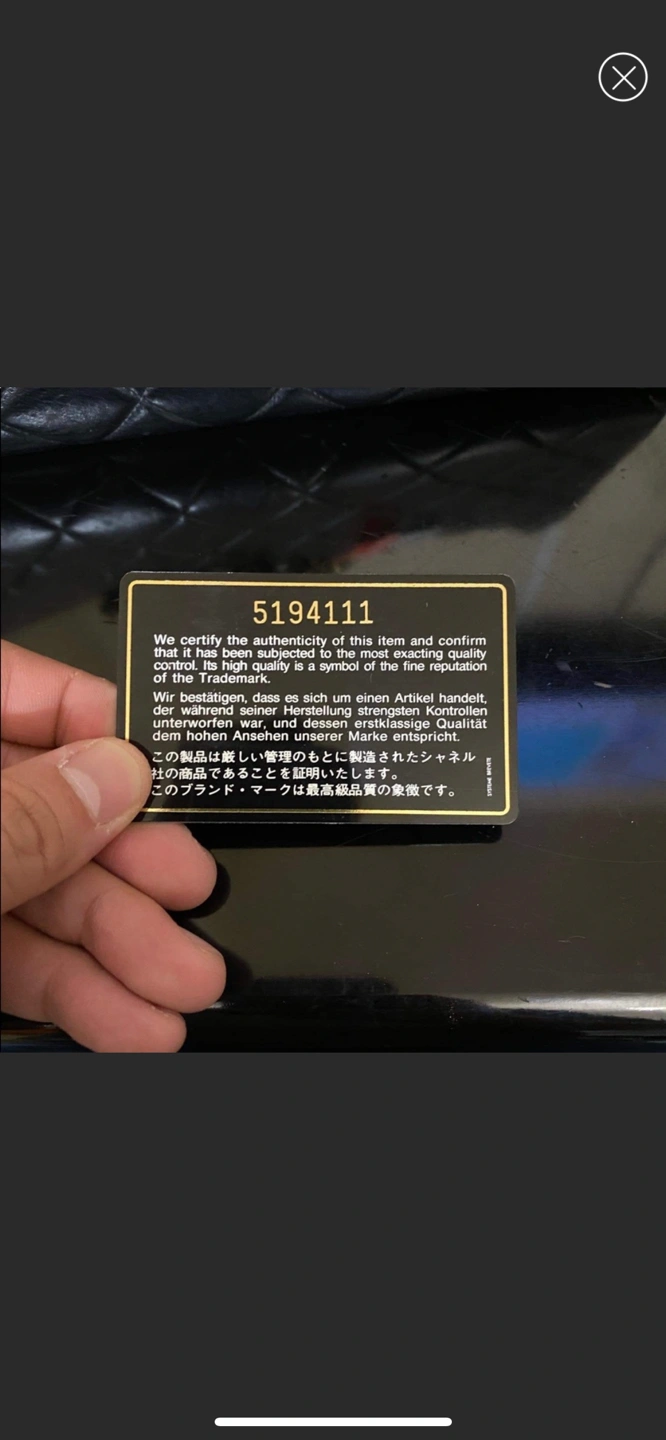 5194111
We certify the authenticity of this item and confirm
that it has been subjected to the most exacting quality
control. Its high quality is a symbol of the fine reputation
of the Trademark.
Wir bestätigen, dass es sich um einen Artikel handelt,
der während seiner Herstellung strengsten Kontrollen
unterworfen war, und dessen erstklassige Qualität
dem hohen Ansehen unserer Marke entspricht.
この製品は厳しい管理のもとに製造されたシャネル
社の商品であることを証明いたします。
このブランド・マークは最高級品質の象徴です。